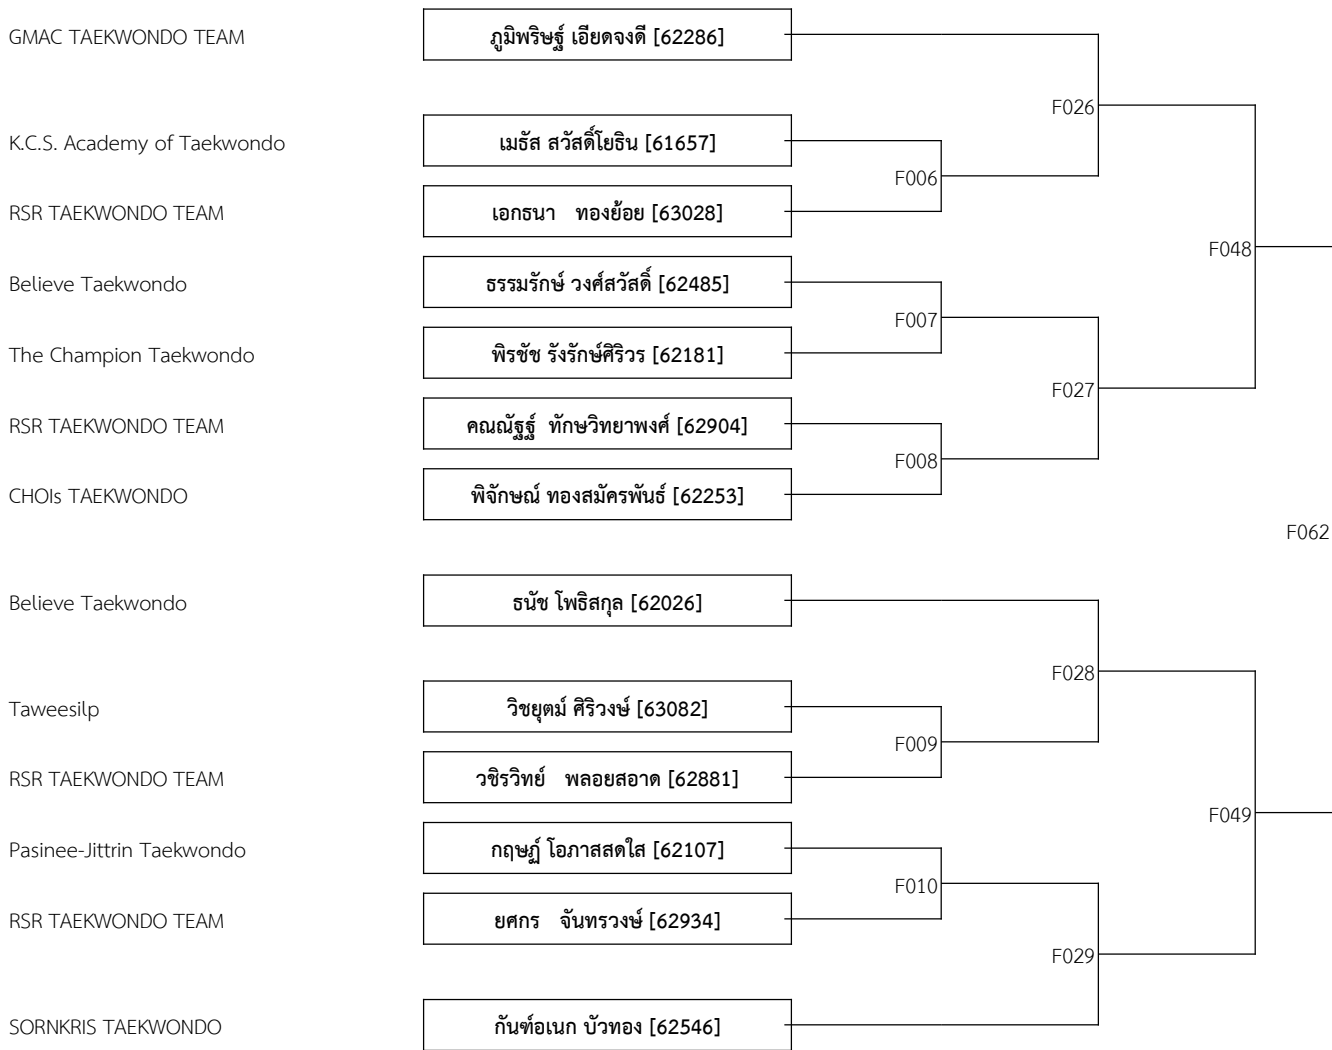 GMAC TAEKWONDO TEAM ภูมิพริษฐ์ เอียดจงดี [62286]
F026
K.C.S. Academy of Taekwondo เมธัส สวัสดิ์โยธิน [61657]
F006
RSR TAEKWONDO TEAM เอกธนา ทองย้อย [63028]
F048
Believe Taekwondo ธรรมรักษ์ วงศ์สวัสดิ์ [62485]
F007
The Champion Taekwondo พิรชัช รังรักษ์ศิริวร [62181]
F027
RSR TAEKWONDO TEAM คณณัฐฐ์ ทักษวิทยาพงศ์ [62904]
F008
CHOIs TAEKWONDO พิจักษณ์ ทองสมัครพันธ์ [62253]
F062
Believe Taekwondo ธนัช โพธิสกุล [62026]
F028
Taweesilp วิชยุตม์ ศิริวงษ์ [63082]
F009
RSR TAEKWONDO TEAM วชิรวิทย์ พลอยสอาด [62881]
F049
Pasinee-Jittrin Taekwondo กฤษฏ์ โอภาสสดใส [62107]
F010
RSR TAEKWONDO TEAM ยศกร จันทรวงษ์ [62934]
F029
SORNKRIS TAEKWONDO กันฑ์อเนก บัวทอง [62546]